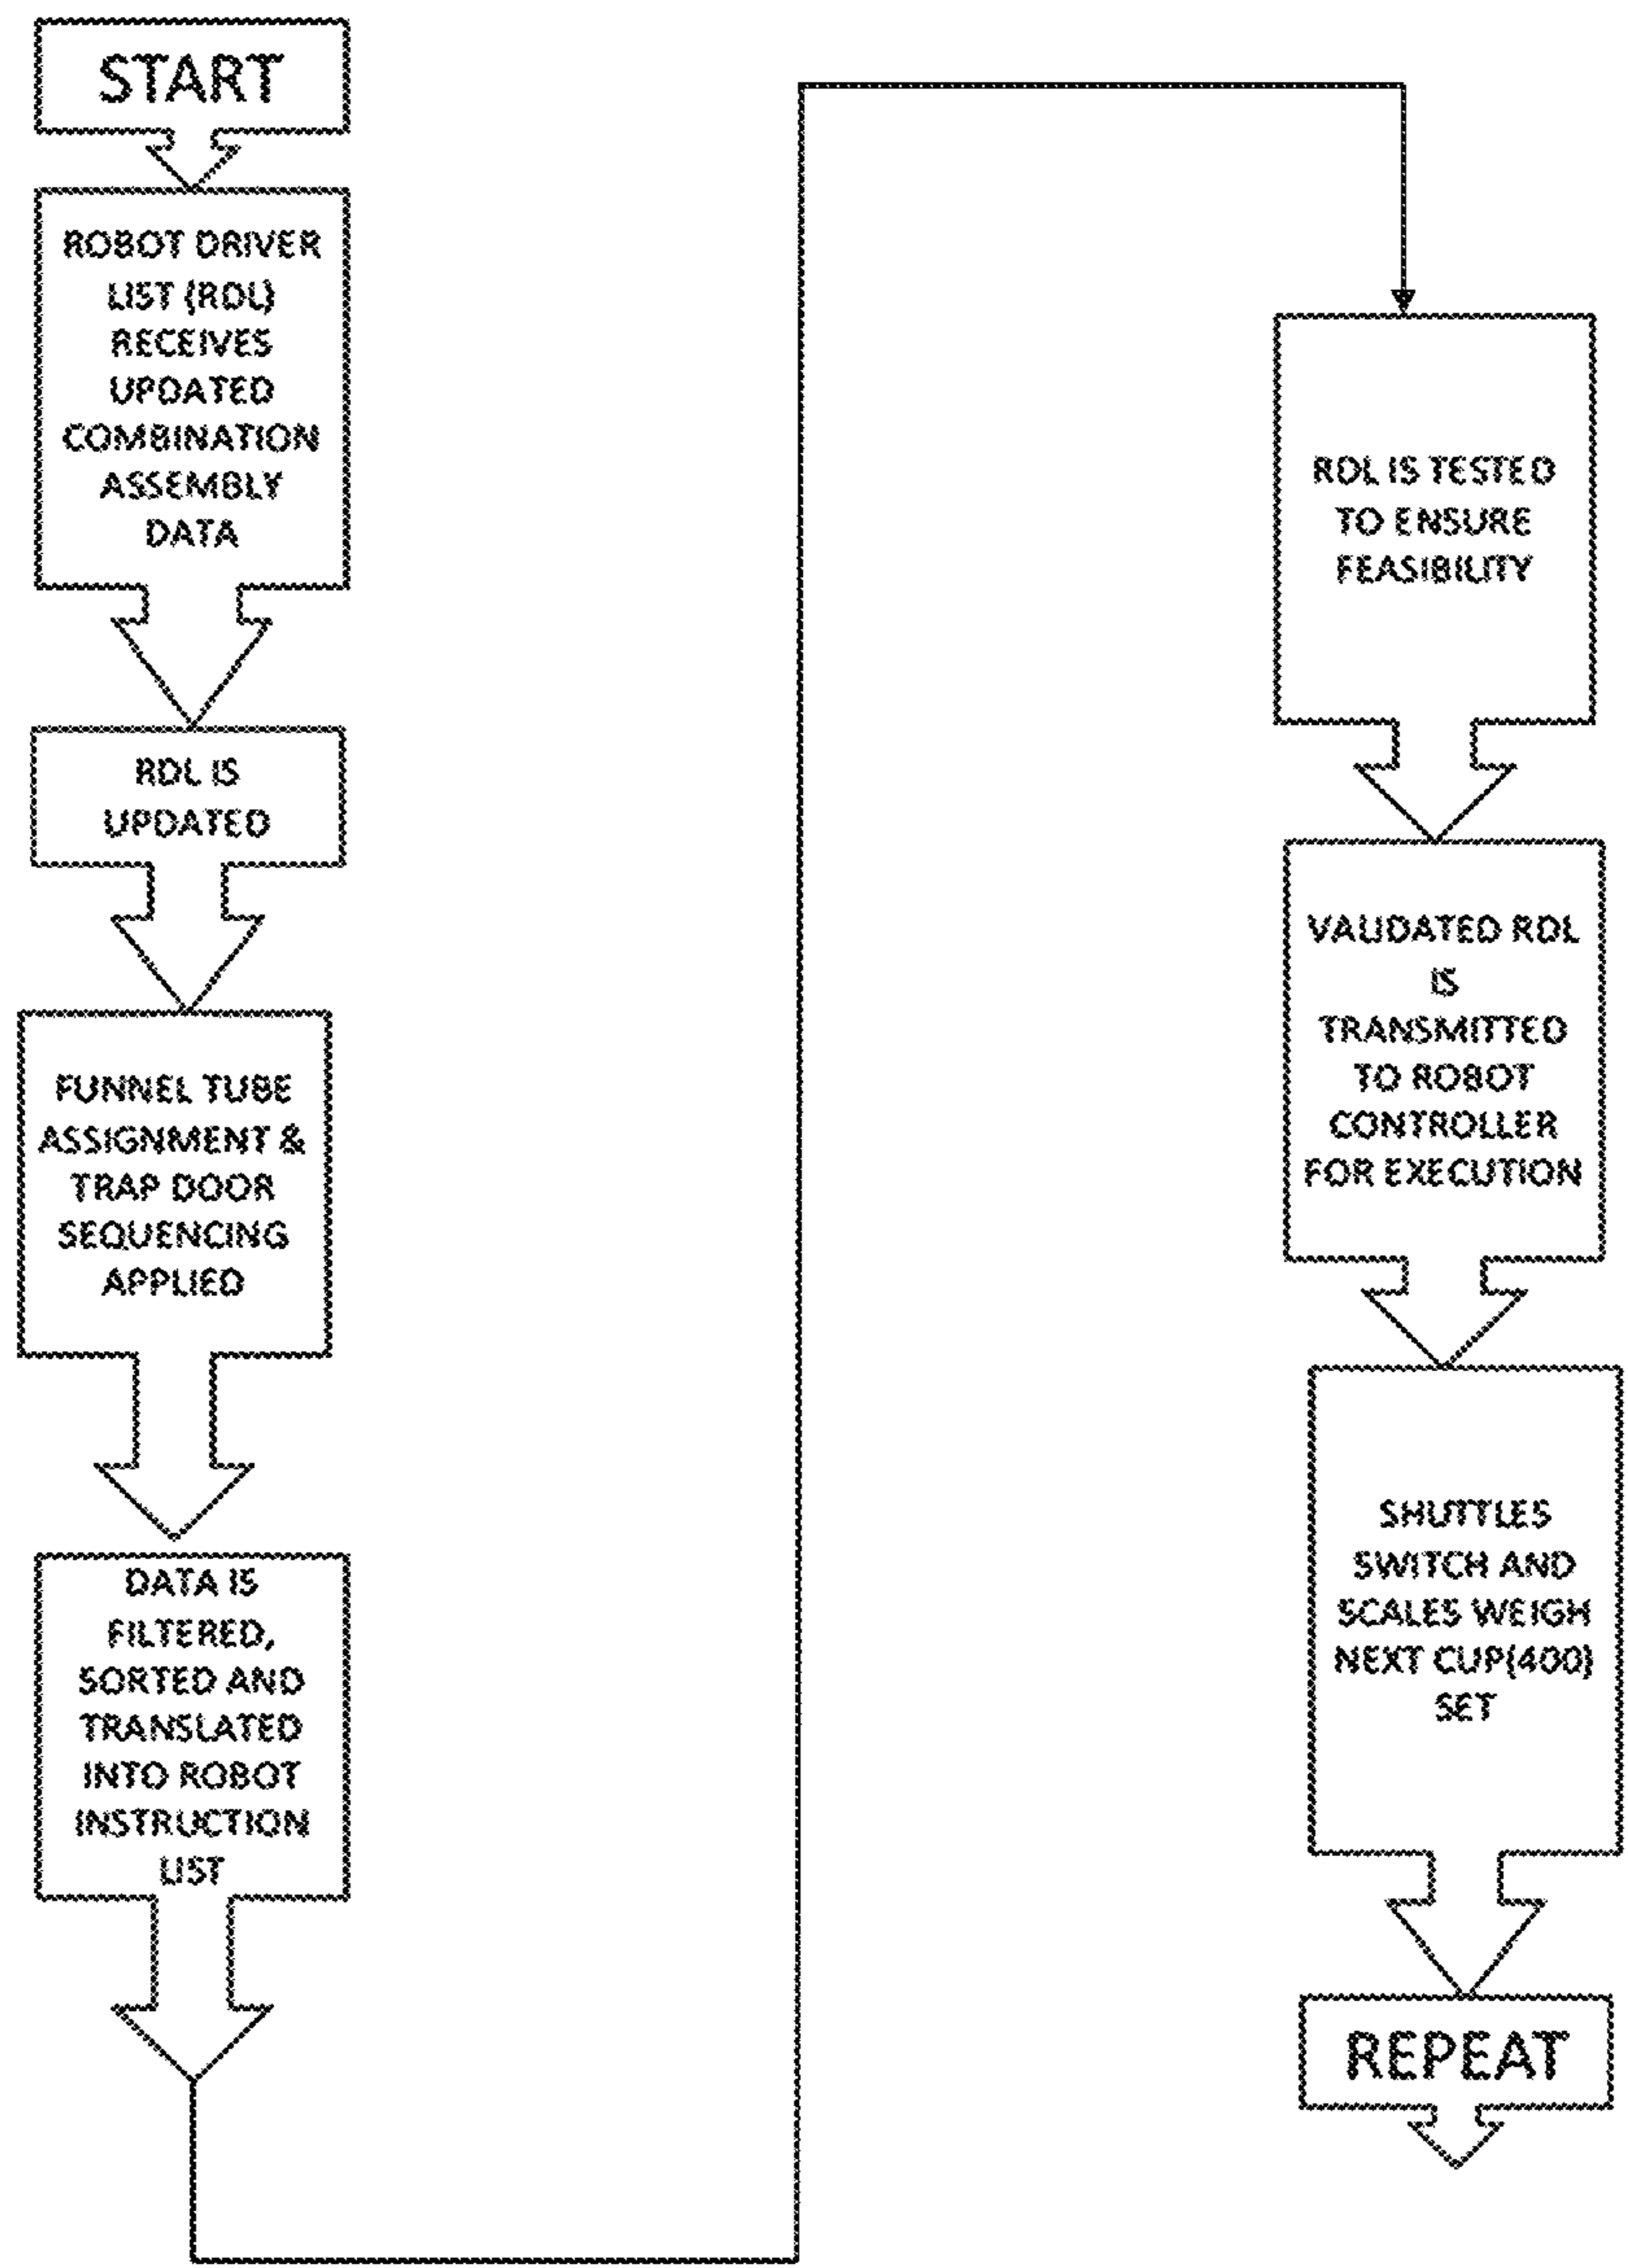 START
ROBOT DRIVER
LIST (RDL)
RECEIVES
UPDATED
COMBINATION
ASSEMBLY
DATA
RDL IS
UPDATED
FUNNEL TUBE
ASSIGNMENT &
TRAP DOOR
SEQUENCING
APPLIED
DATA IS
FILTERED,
SORTED AND
TRANSLATED
INTO ROBOT
INSTRUCTION
LIST
RDL IS TESTED
TO ENSURE
FEASIBILITY
VALIDATED RDL
IS
TRANSMITTED
TO ROBOT
CONTROLLER
FOR EXECUTION
SHUTTLES
SWITCH AND
SCALES WEIGH
NEXT CUP(400)
SET
REPEAT